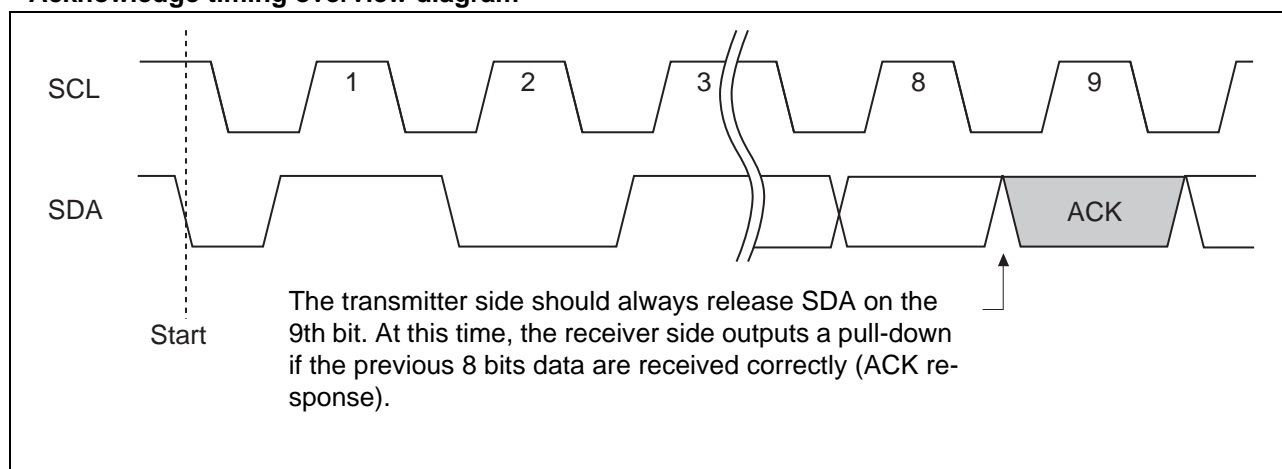 Acknowledge timing overview diagram
SCL
1 2 3 8 9
SDA
ACK
Start
The transmitter side should always release SDA on the
9th bit. At this time, the receiver side outputs a pull-down
if the previous 8 bits data are received correctly (ACK re-
sponse).